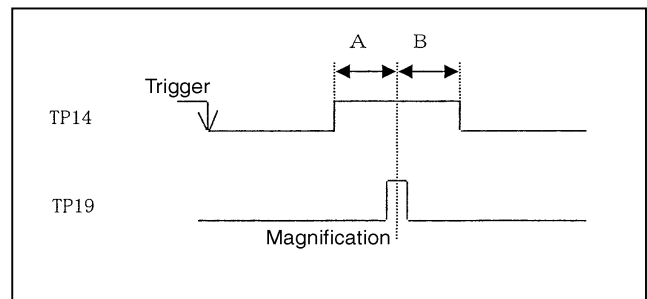 A B
Trigger
TP14
TP19
Magnification